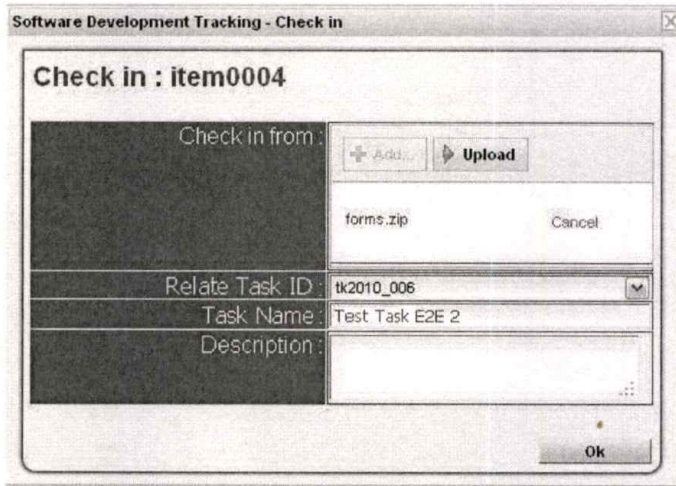 Software Development Tracking - Check in
Check in : item0004
Check in from :
Add...
Upload
forms.zip
Cancel
Relate Task ID : tk2010_006
Task Name : Test Task E2E 2
Description :
Ok